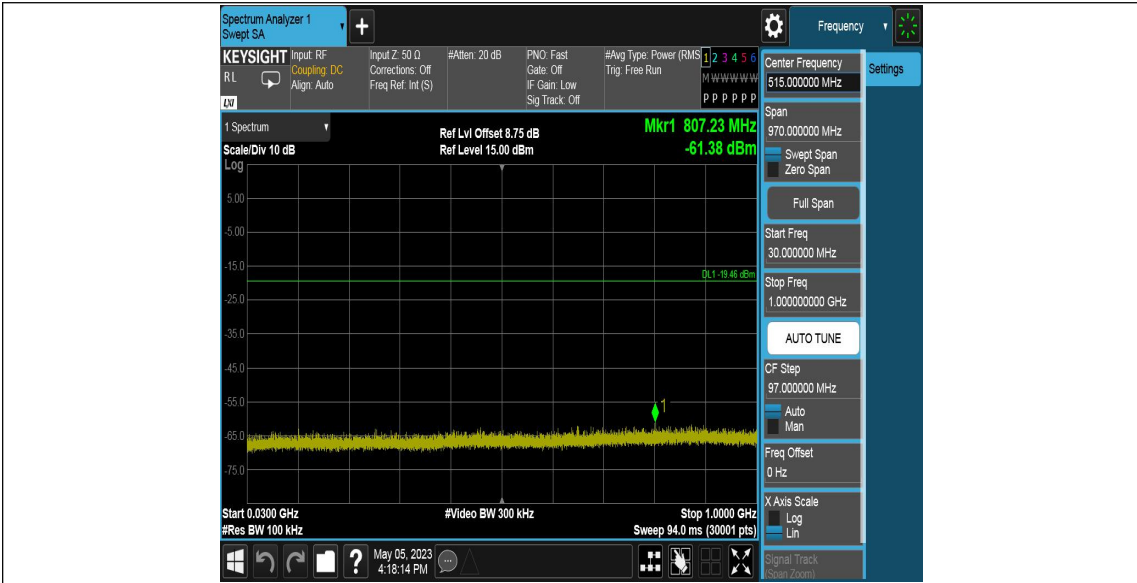 Spectrum Analyzer 1
Swept SA
+
Frequency
KEYSIGHT
R L
LXI
Input: RF
Coupling: DC
Align: Auto
Input Z: 50 Ω
Corrections: Off
Freq Ref: Int (S)
#Atten: 20 dB
PNO: Fast
Gate: Off
IF Gain: Low
Sig Track: Off
#Avg Type: Power (RMS
Trig: Free Run
1 2 3 4 5 6
M W W W W W
P P P P P P
1 Spectrum
Scale/Div 10 dB
Ref Lvl Offset 8.75 dB
Ref Level 15.00 dBm
Mkr1 807.23 MHz
-61.38 dBm
Log
5.00
-5.00
-15.0
DL1 -19.46 dBm
-25.0
-35.0
-45.0
-55.0
1
-65.0
-75.0
Start 0.0300 GHz
#Video BW 300 kHz
Stop 1.0000 GHz
#Res BW 100 kHz
Sweep 94.0 ms (30001 pts)
?
May 05, 2023
4:18:14 PM
Center Frequency
515.000000 MHz
Settings
Span
970.000000 MHz
Swept Span
Zero Span
Full Span
Start Freq
30.000000 MHz
Stop Freq
1.000000000 GHz
AUTO TUNE
CF Step
97.000000 MHz
Auto
Man
Freq Offset
0 Hz
X Axis Scale
Log
Lin
Signal Track
(Span Zoom)